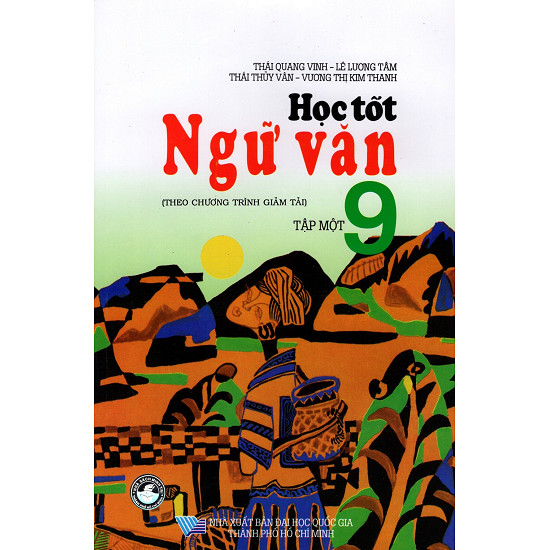 THÁI QUANG VINH – LÊ LƯƠNG TÂM
THÁI THỦY VÂN – VƯƠNG THỊ KIM THANH
Học tốt
Ngữ văn
9
(THEO CHƯƠNG TRÌNH GIẢM TẢI)
TẬP MỘT
NHÀ XUẤT BẢN ĐẠI HỌC QUỐC GIA
THÀNH PHỐ HỒ CHÍ MINH